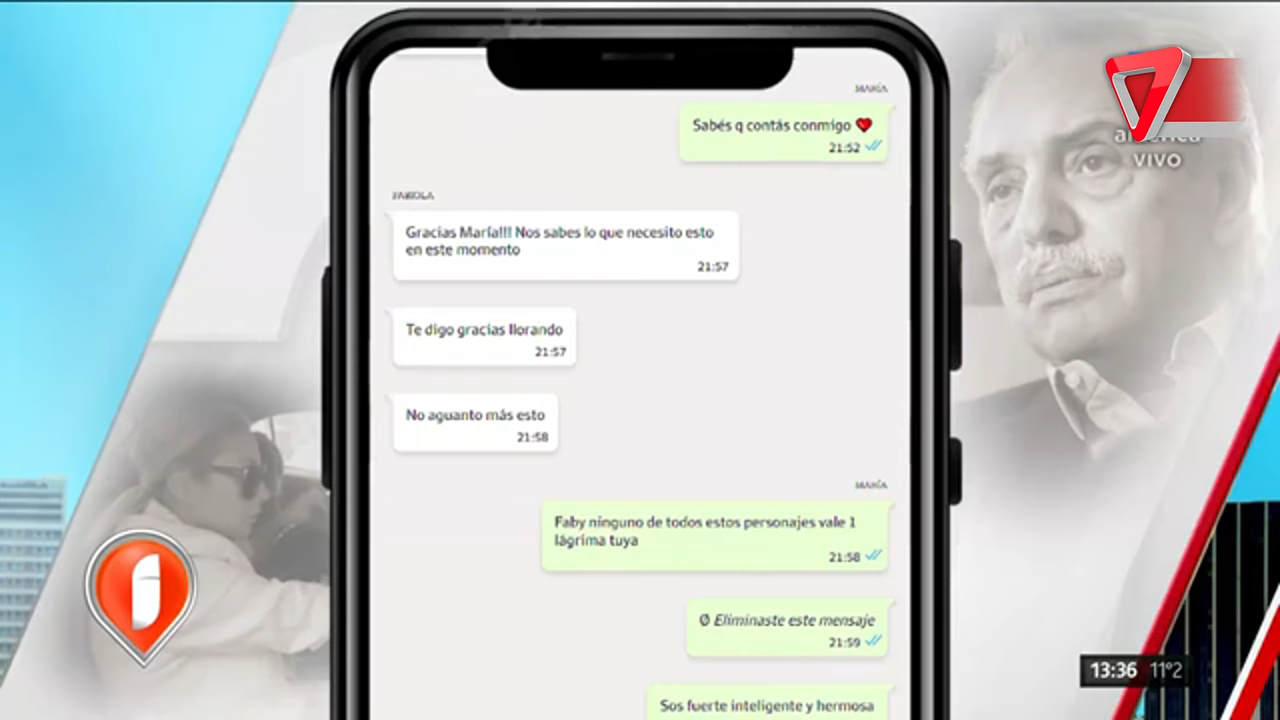 MARÍA
Sabés q contás conmigo
21:52
FABIOLA
Gracias María!!! Nos sabes lo que necesito esto
en este momento
21:57
Te digo gracias llorando
21:57
No aguanto más esto
21:58
MARÍA
Faby ninguno de todos estos personajes vale 1
lágrima tuya
21:58
Eliminaste este mensaje
21:59
Sos fuerte inteligente y hermosa
américa
VIVO
13:36 11º2